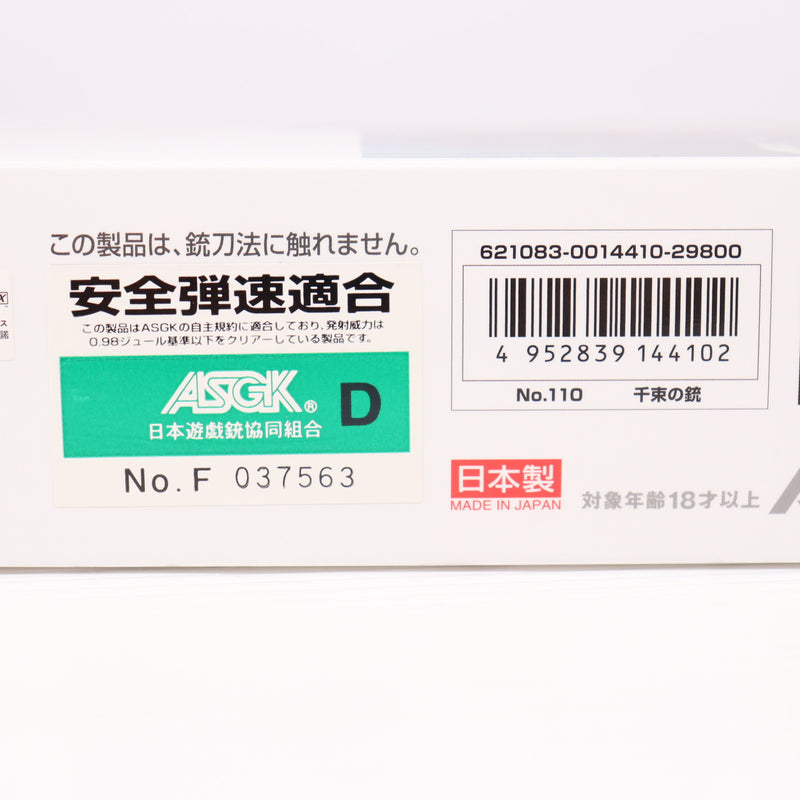 この製品は、銃刀法に触れません。
安全弾速適合
この製品はASGKの自主規約に適合しており、発射威力は
0.98ジュール基準以下をクリアーしている製品です。
ASGK® D
日本遊戯銃協同組合
No. F 037563
621083-0014410-29800
4 952839 144102
No.110 千束の銃
日本製
MADE IN JAPAN
対象年齢18才以上